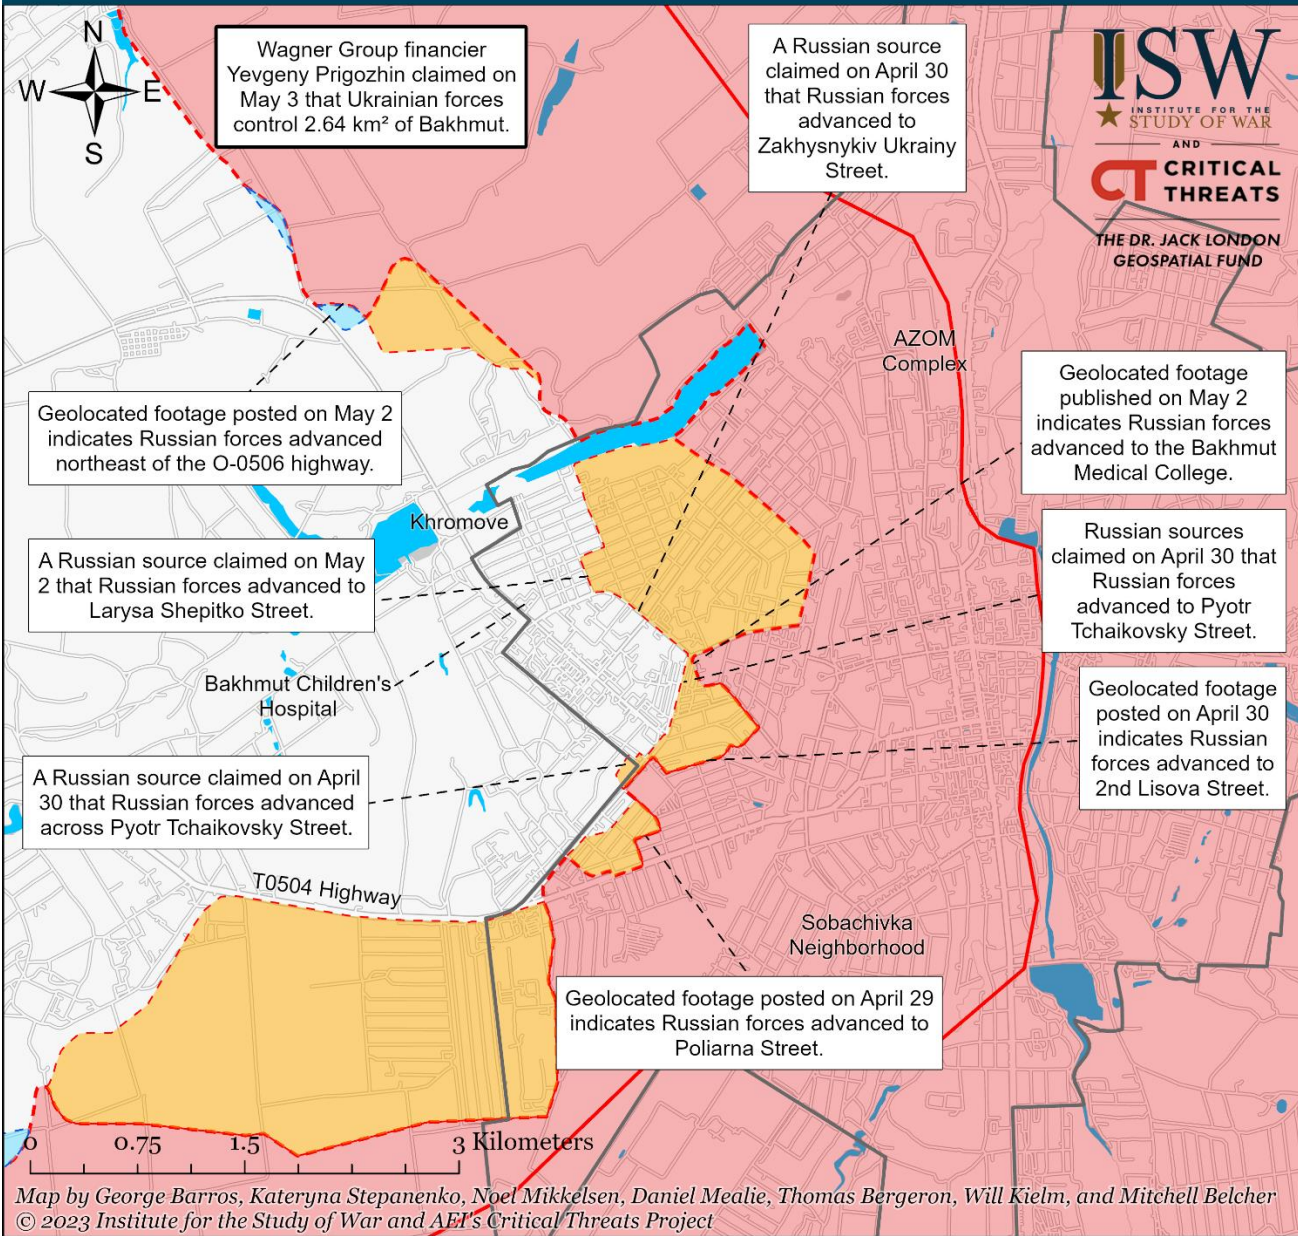 N
W E
S
Wagner Group financier
Yevgeny Prigozhin claimed on
May 3 that Ukrainian forces
control 2.64 km² of Bakhmut.
A Russian source
claimed on April 30
that Russian forces
advanced to
Zakhysnykiv Ukrainy
Street.
ISW
INSTITUTE FOR THE
STUDY OF WAR
AND
CT CRITICAL
THREATS
THE DR. JACK LONDON
GEOSPATIAL FUND
AZOM
Complex
Geolocated footage
published on May 2
indicates Russian forces
advanced to the Bakhmut
Medical College.
Geolocated footage posted on May 2
indicates Russian forces advanced
northeast of the O-0506 highway.
Khromove
Russian sources
claimed on April 30 that
Russian forces
advanced to Pyotr
Tchaikovsky Street.
A Russian source claimed on May
2 that Russian forces advanced to
Larysa Shepitko Street.
Bakhmut Children's
Hospital
Geolocated footage
posted on April 30
indicates Russian
forces advanced to
2nd Lisova Street.
A Russian source claimed on April
30 that Russian forces advanced
across Pyotr Tchaikovsky Street.
T0504 Highway
Sobachivka
Neighborhood
Geolocated footage posted on April 29
indicates Russian forces advanced to
Poliarna Street.
0 0.75 1.5 3 Kilometers
Map by George Barros, Kateryna Stepanenko, Noel Mikkelsen, Daniel Mealie, Thomas Bergeron, Will Kielm, and Mitchell Belcher
© 2023 Institute for the Study of War and AEI's Critical Threats Project